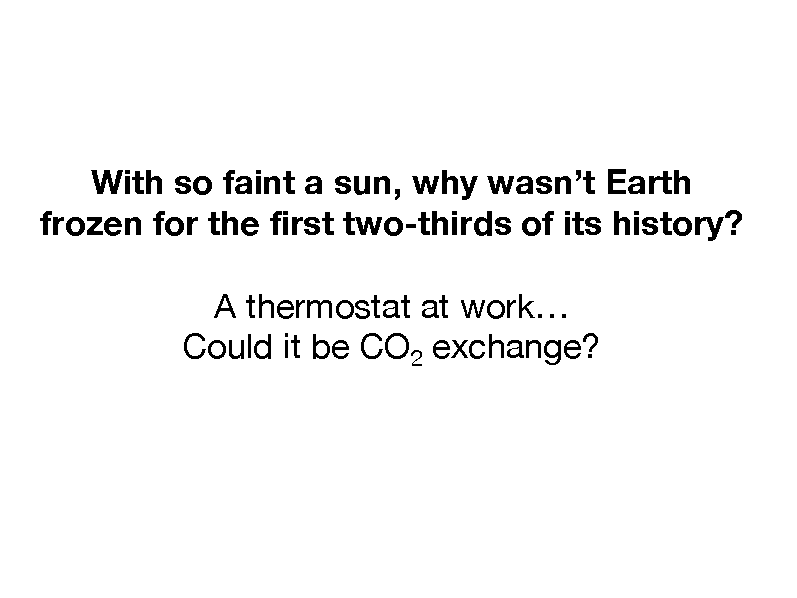 With so faint a sun, why wasn’t Earth
frozen for the first two-thirds of its history?
A thermostat at work…
Could it be CO₂ exchange?